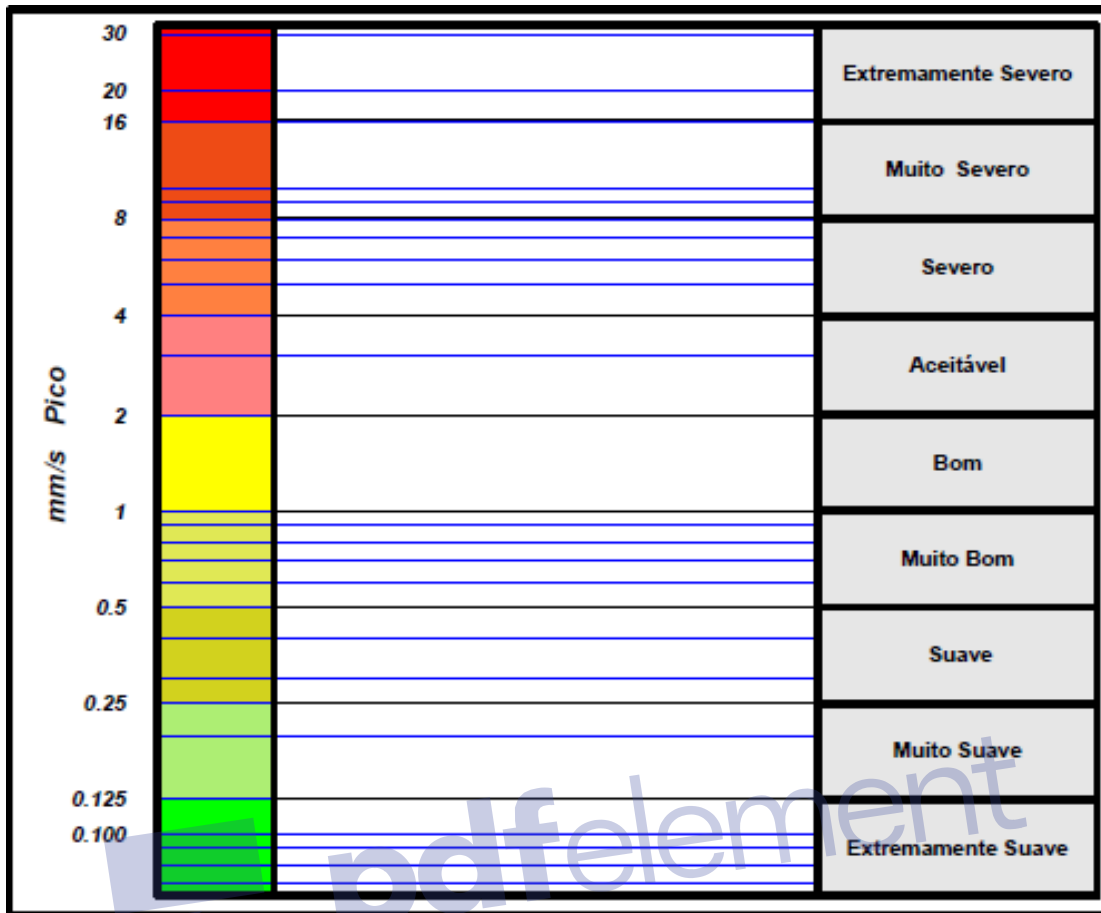 30
Extremamente Severo
20
16
Muito Severo
8
Severo
4
Aceitável
mm/s Pico
2
Bom
1
Muito Bom
0.5
Suave
0.25
Muito Suave
0.125
0.100
Extremamente Suave
pdfelement